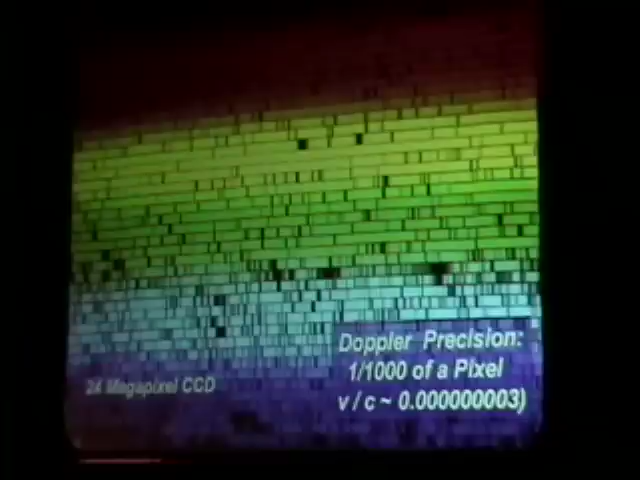 Doppler Precision:
1/1000 of a Pixel
v / c ~ 0.000000003)
24 Megapixel CCD